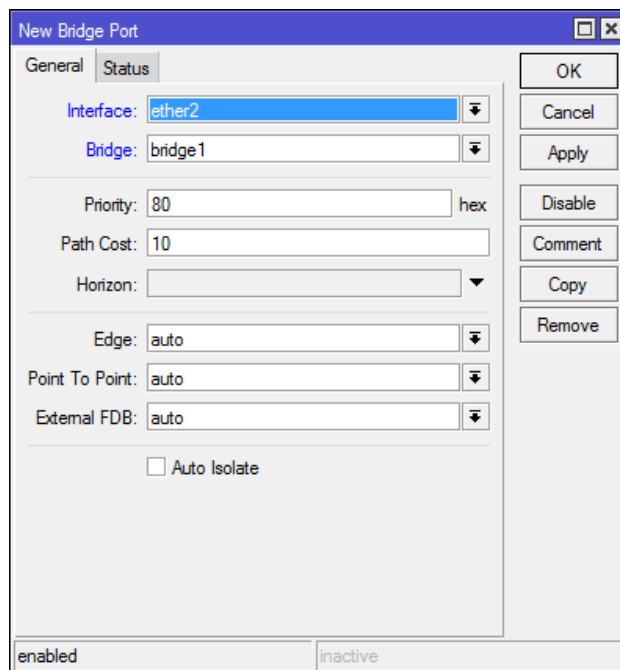 New Bridge Port
General Status
Interface: ether2
Bridge: bridge1
Priority: 80 hex
Path Cost: 10
Horizon:
Edge: auto
Point To Point: auto
External FDB: auto
Auto Isolate
OK
Cancel
Apply
Disable
Comment
Copy
Remove
enabled inactive